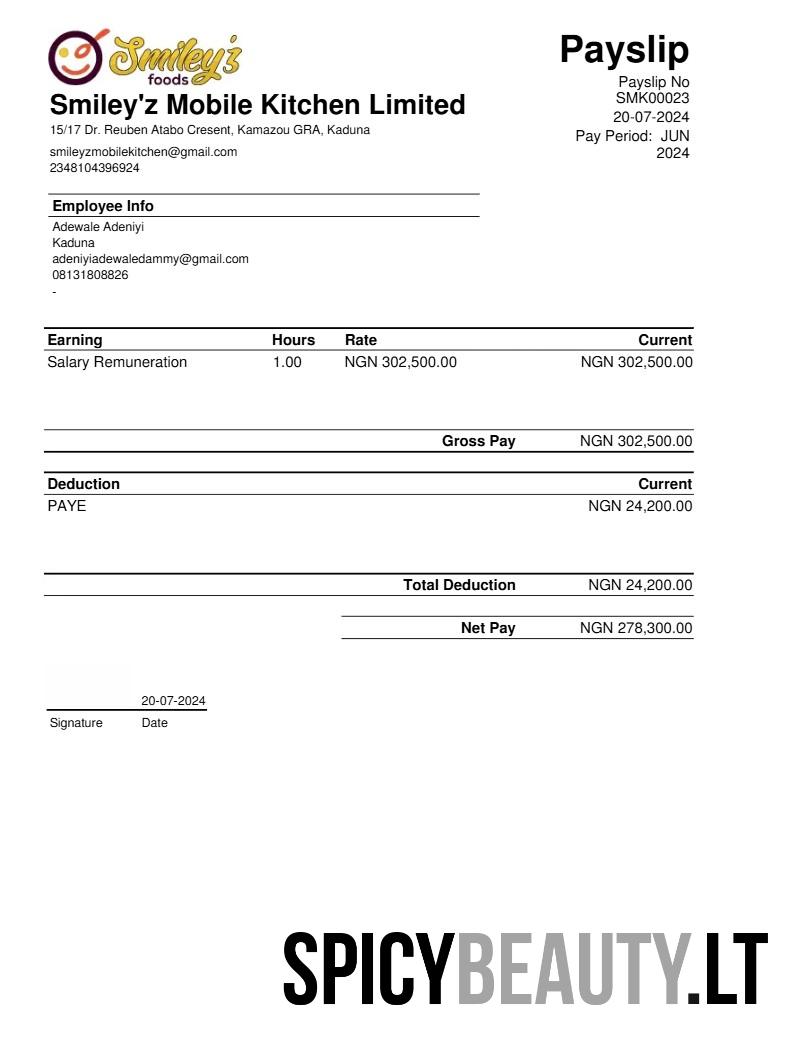 Smiley'z
foods
Payslip
Smiley'z Mobile Kitchen Limited
Payslip No
SMK00023
15/17 Dr. Reuben Atabo Cresent, Kamazou GRA, Kaduna
20-07-2024
Pay Period: JUN
2024
smileyzmobilekitchen@gmail.com
2348104396924
Employee Info
Adewale Adeniyi
Kaduna
adeniyiadewaledammy@gmail.com
08131808826
-
Earning Hours Rate Current
Salary Remuneration 1.00 NGN 302,500.00 NGN 302,500.00
Gross Pay NGN 302,500.00
Deduction Current
PAYE NGN 24,200.00
Total Deduction NGN 24,200.00
Net Pay NGN 278,300.00
20-07-2024
Signature Date
SPICYBEAUTY.LT